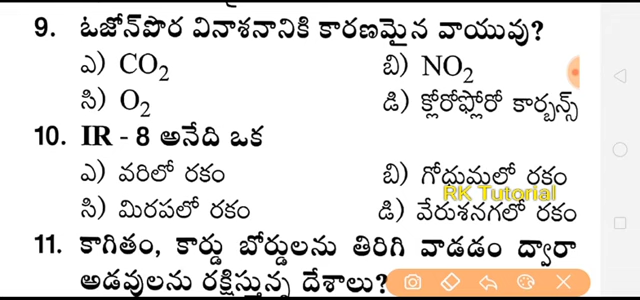 9. ఓజోన్‌పొర వినాశనానికి కారణమైన వాయువు?
ఎ) CO2 బి) NO2
సి) O2 డి) క్లోరోఫ్లోరో కార్బన్స్
10. IR - 8 అనేది ఒక
ఎ) వరిలో రకం బి) గోధుమలో రకం
RK Tutorial
సి) మిరపలో రకం డి) వేరుశనగలో రకం
11. కాగితం, కార్డు బోర్డులను తిరిగి వాడడం ద్వారా
అడవులను రక్షిస్తున్న దేశాలు?